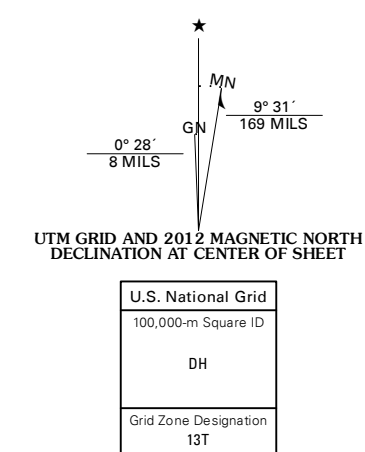 ★
MN
9° 31´
169 MILS
GN
0° 28´
8 MILS
UTM GRID AND 2012 MAGNETIC NORTH
DECLINATION AT CENTER OF SHEET
U.S. National Grid
100,000-m Square ID
DH
Grid Zone Designation
13T